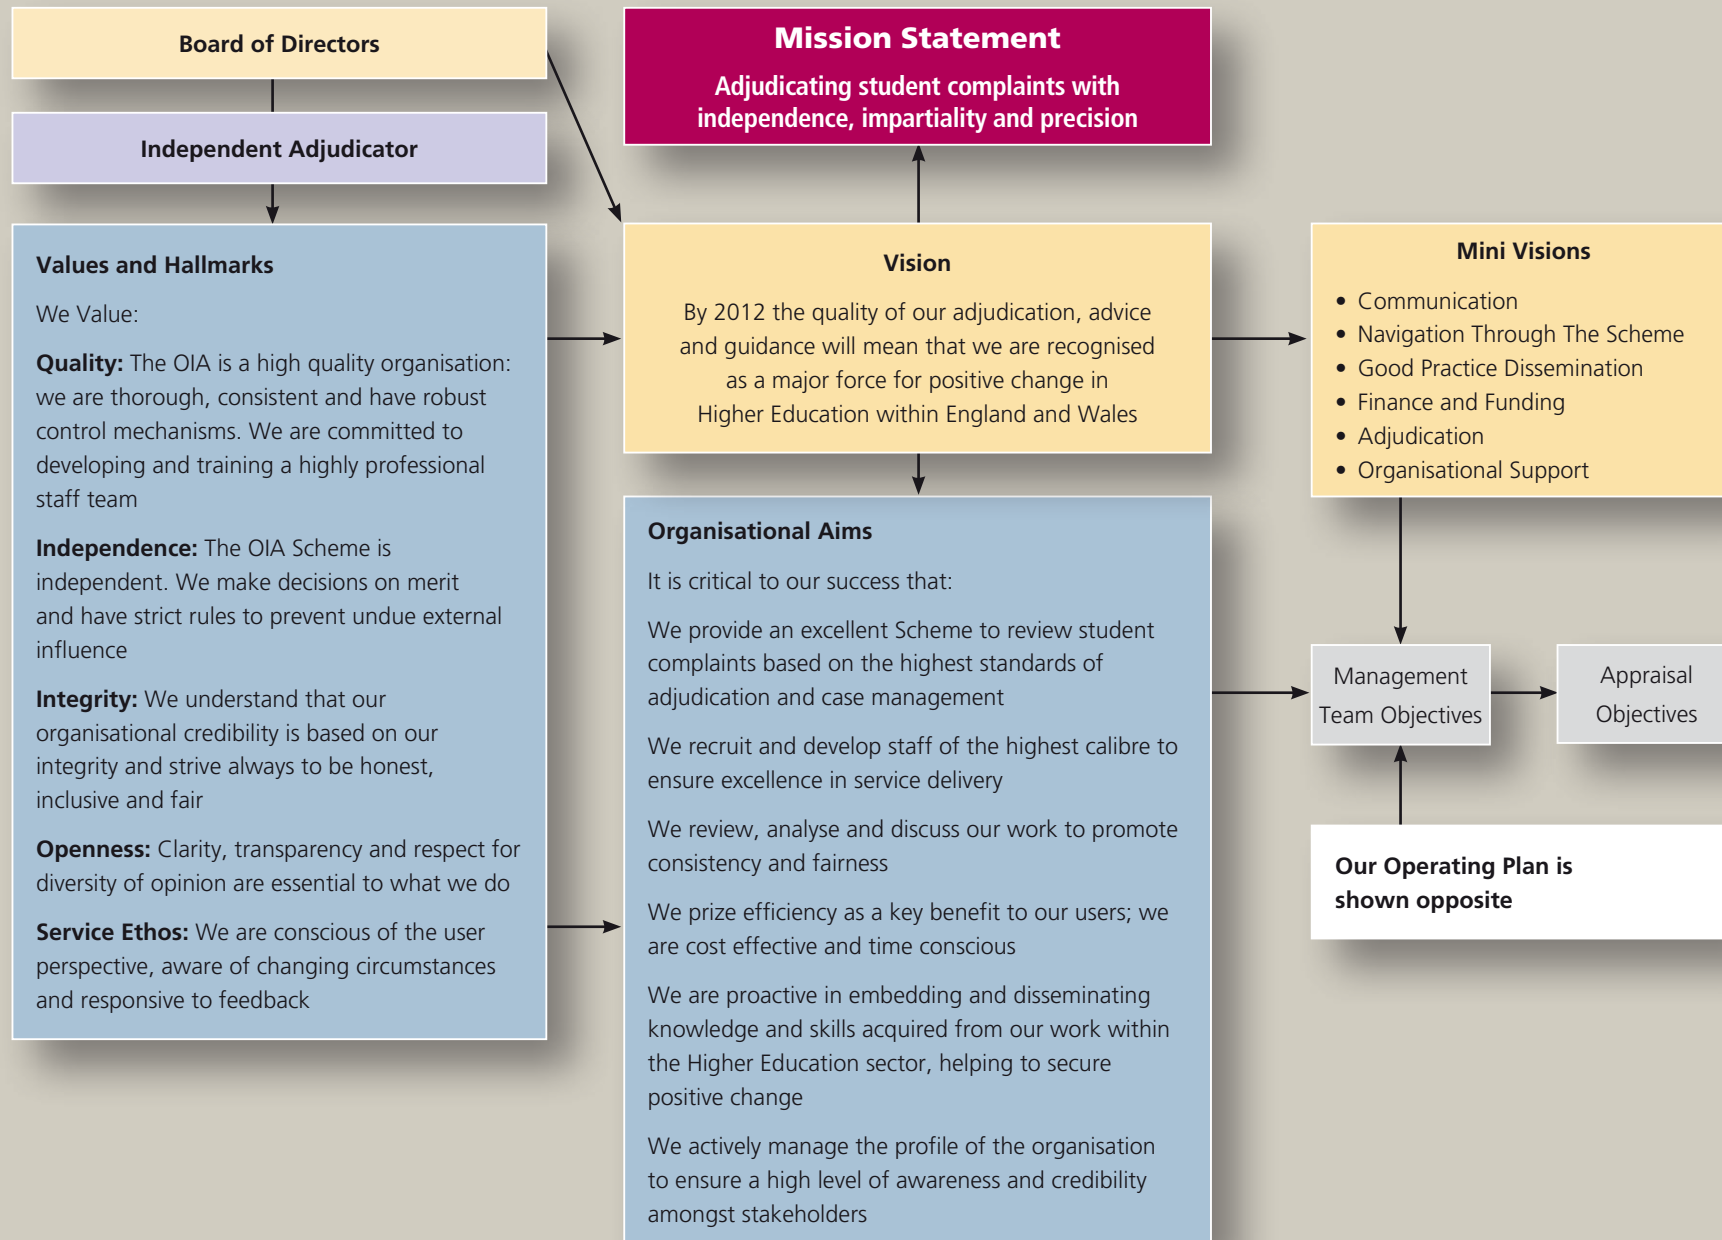 Board of Directors
Independent Adjudicator
Values and Hallmarks
We Value:
Quality: The OIA is a high quality organisation:
we are thorough, consistent and have robust
control mechanisms. We are committed to
developing and training a highly professional
staff team
Independence: The OIA Scheme is
independent. We make decisions on merit
and have strict rules to prevent undue external
influence
Integrity: We understand that our
organisational credibility is based on our
integrity and strive always to be honest,
inclusive and fair
Openness: Clarity, transparency and respect for
diversity of opinion are essential to what we do
Service Ethos: We are conscious of the user
perspective, aware of changing circumstances
and responsive to feedback
Mission Statement
Adjudicating student complaints with
independence, impartiality and precision
Vision
By 2012 the quality of our adjudication, advice
and guidance will mean that we are recognised
as a major force for positive change in
Higher Education within England and Wales
Organisational Aims
It is critical to our success that:
We provide an excellent Scheme to review student
complaints based on the highest standards of
adjudication and case management
We recruit and develop staff of the highest calibre to
ensure excellence in service delivery
We review, analyse and discuss our work to promote
consistency and fairness
We prize efficiency as a key benefit to our users; we
are cost effective and time conscious
We are proactive in embedding and disseminating
knowledge and skills acquired from our work within
the Higher Education sector, helping to secure
positive change
We actively manage the profile of the organisation
to ensure a high level of awareness and credibility
amongst stakeholders
Mini Visions
• Communication
• Navigation Through The Scheme
• Good Practice Dissemination
• Finance and Funding
• Adjudication
• Organisational Support
Management
Team Objectives
Appraisal
Objectives
Our Operating Plan is
shown opposite